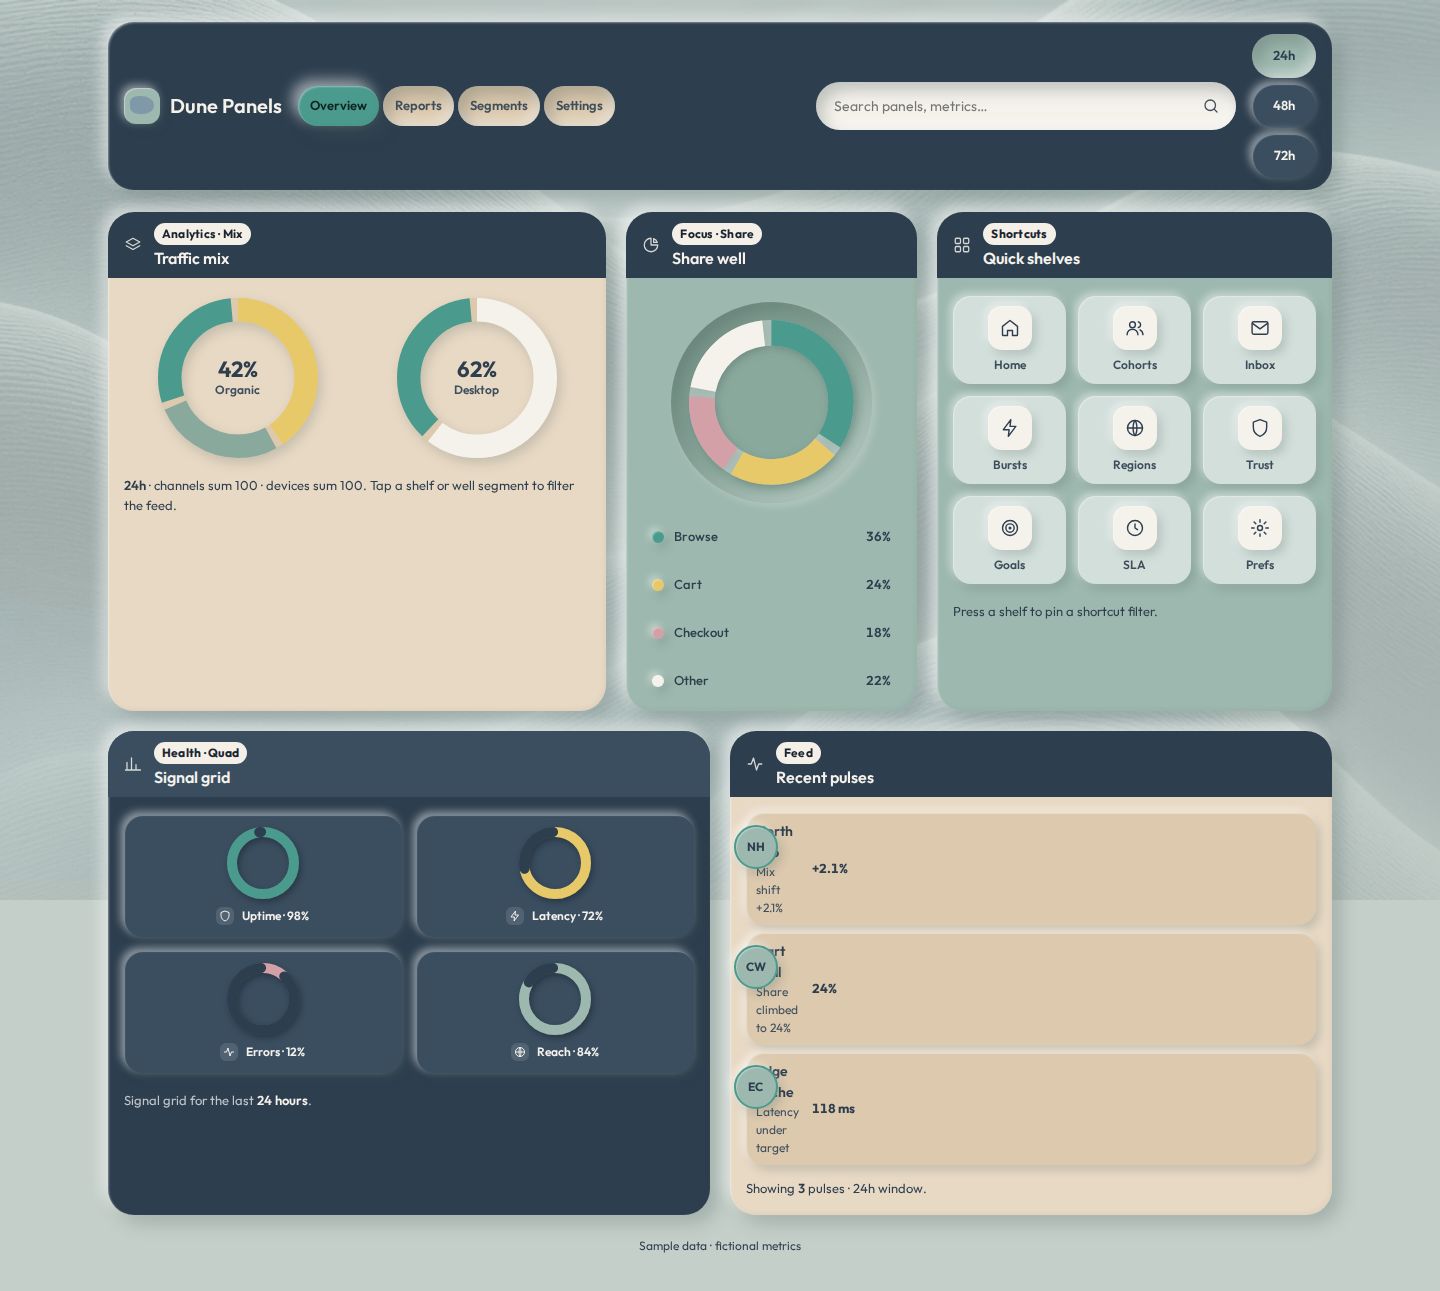 Dune Panels
Overview
Reports
Segments
Settings
Search panels, metrics...
24h
48h
72h
Analytics · Mix
Traffic mix
42%
Organic
62%
Desktop
24h · channels sum 100 · devices sum 100. Tap a shelf or well segment to filter
the feed.
Focus · Share
Share well
Browse 36%
Cart 24%
Checkout 18%
Other 22%
Shortcuts
Quick shelves
Home
Cohorts
Inbox
Bursts
Regions
Trust
Goals
SLA
Prefs
Press a shelf to pin a shortcut filter.
Health · Quad
Signal grid
Uptime · 98%
Latency · 72%
Errors · 12%
Reach · 84%
Signal grid for the last 24 hours.
Feed
Recent pulses
NH
Mix
shift
+2.1%
+2.1%
CW
Share
climbed
to 24%
24%
EC
Latency
under
target
118 ms
Showing 3 pulses · 24h window.
Sample data · fictional metrics